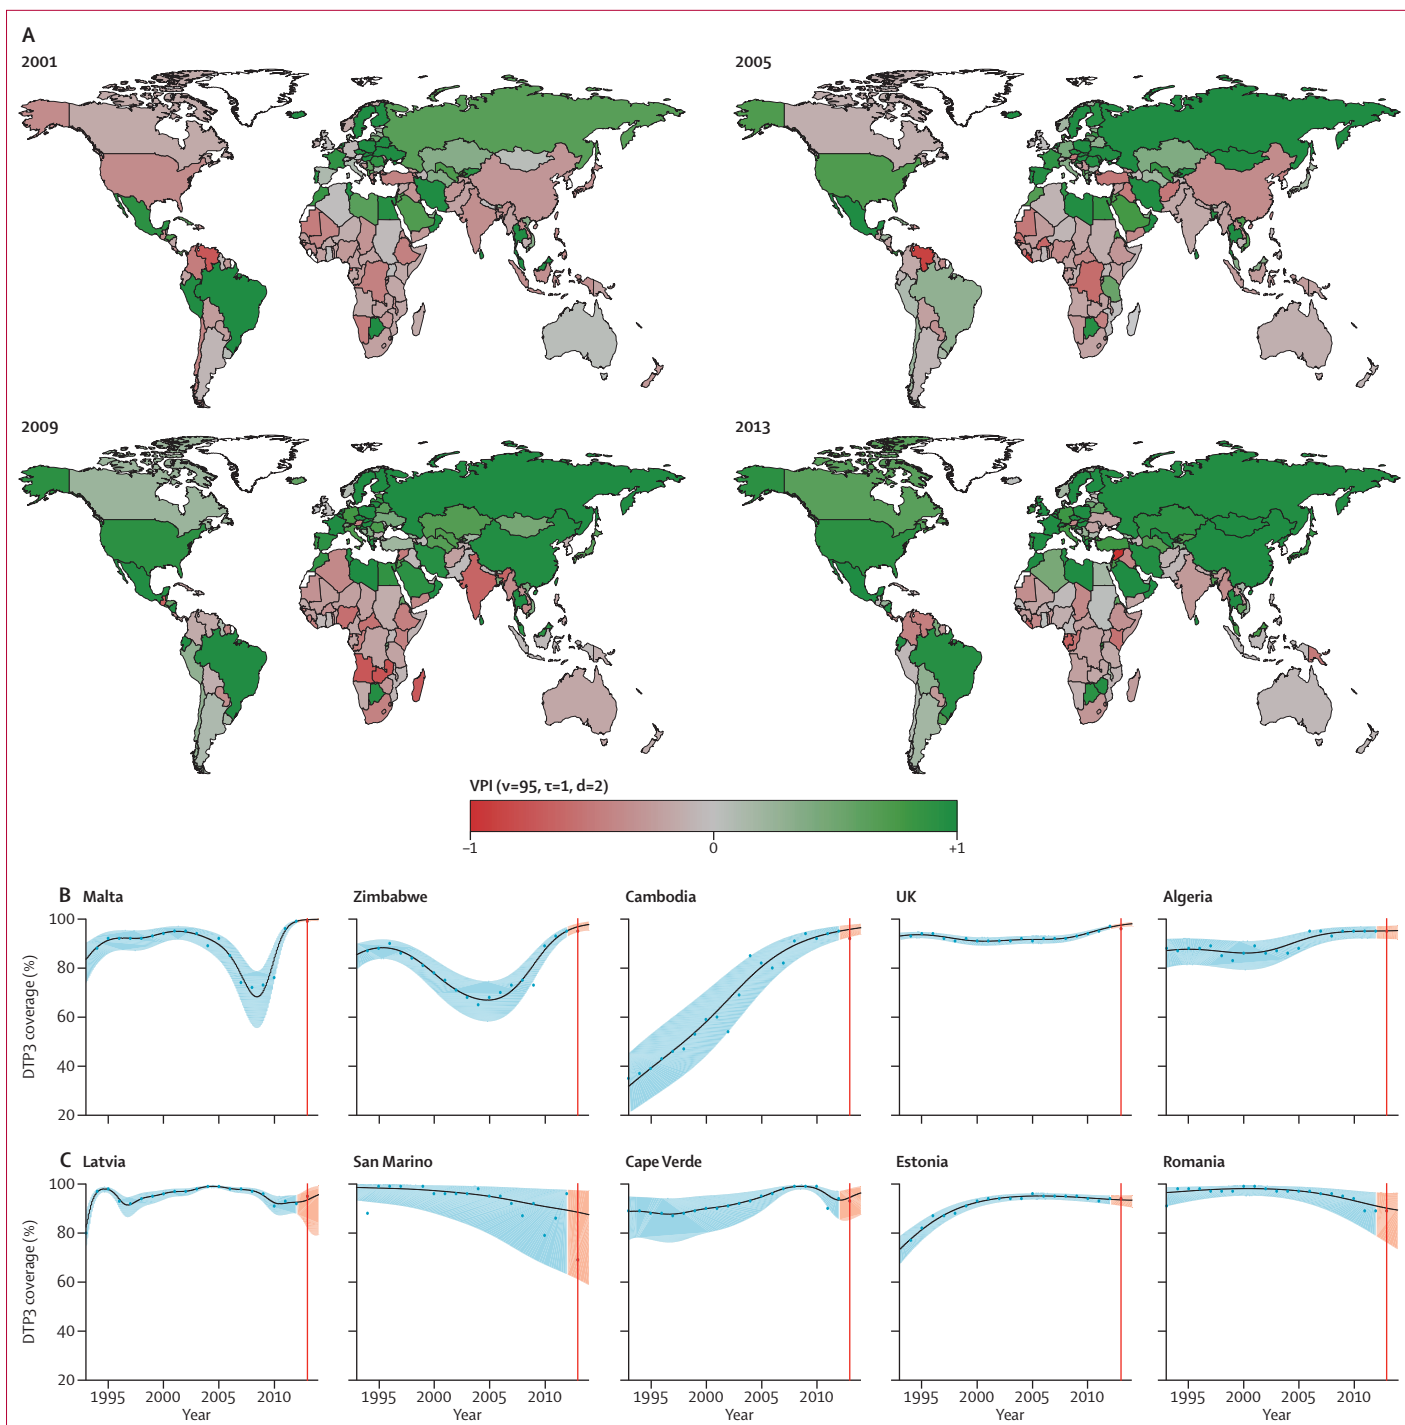 A
2001
2005
2009
2013
VPI (v=95, τ=1, d=2)
–1 0 +1
B Malta Zimbabwe Cambodia UK Algeria
DTP3 coverage (%)
100
80
60
40
20
C Latvia San Marino Cape Verde Estonia Romania
DTP3 coverage (%)
100
80
60
40
20
1995 2000 2005 2010 1995 2000 2005 2010 1995 2000 2005 2010 1995 2000 2005 2010 1995 2000 2005 2010
Year Year Year Year Year